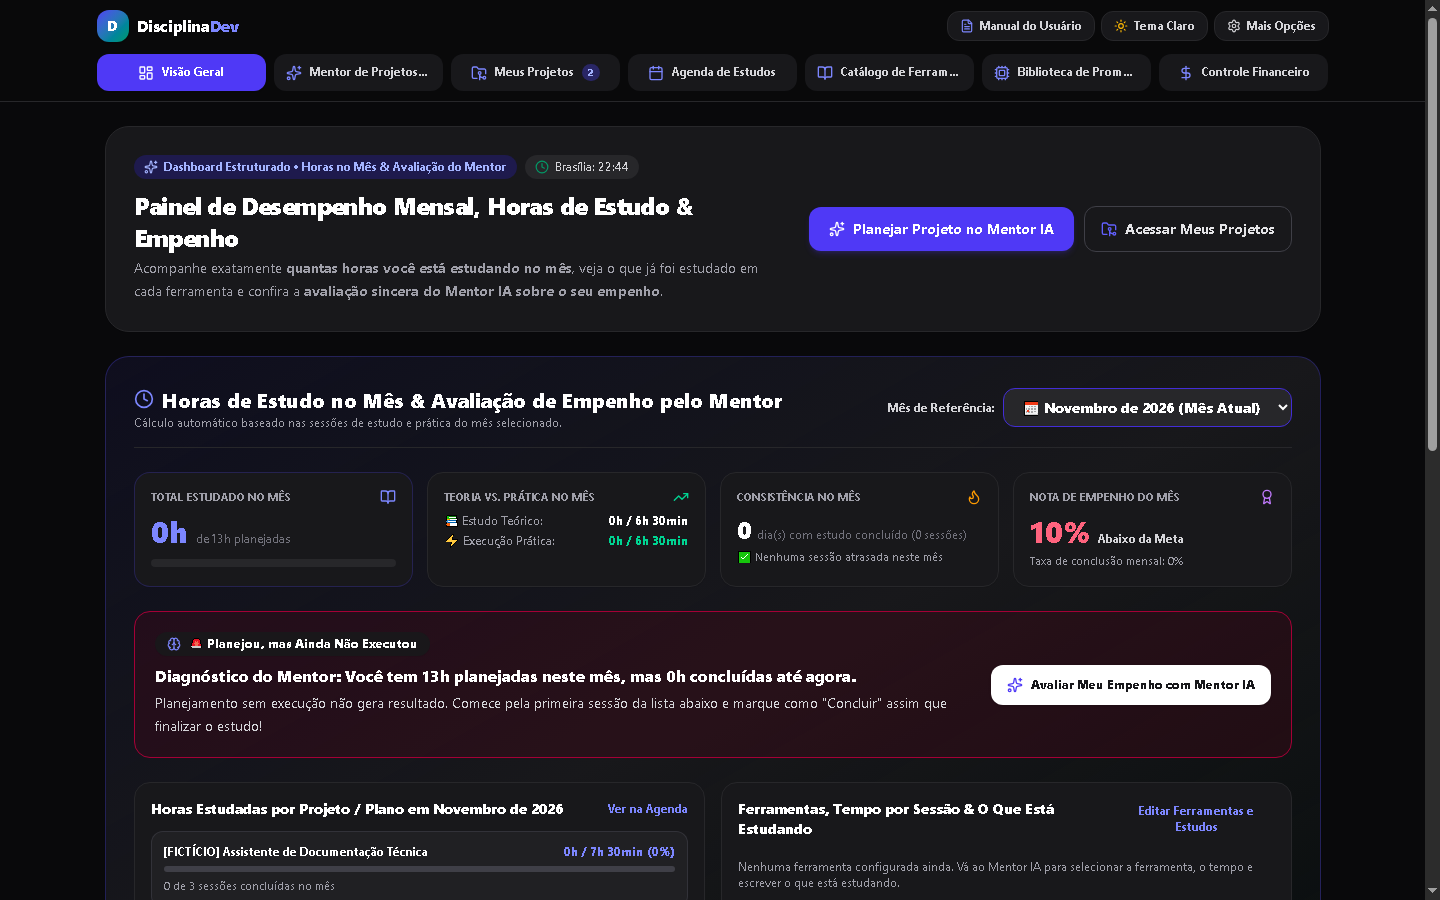 D DisciplinaDev
Manual do Usuário
Tema Claro
Mais Opções
Visão Geral
Mentor de Projetos...
Meus Projetos 2
Agenda de Estudos
Catálogo de Ferram...
Biblioteca de Prom...
Controle Financeiro
Dashboard Estruturado • Horas no Mês & Avaliação do Mentor
Brasília: 22:44
Painel de Desempenho Mensal, Horas de Estudo &
Empenho
Acompanhe exatamente quantas horas você está estudando no mês, veja o que já foi estudado em
cada ferramenta e confira a avaliação sincera do Mentor IA sobre o seu empenho.
Planejar Projeto no Mentor IA
Acessar Meus Projetos
Horas de Estudo no Mês & Avaliação de Empenho pelo Mentor
Cálculo automático baseado nas sessões de estudo e prática do mês selecionado.
Mês de Referência:
📅 Novembro de 2026 (Mês Atual)
TOTAL ESTUDADO NO MÊS
0h de 13h planejadas
TEORIA VS. PRÁTICA NO MÊS
📚 Estudo Teórico: 0h / 6h 30min
⚡ Execução Prática: 0h / 6h 30min
CONSISTÊNCIA NO MÊS
0 dia(s) com estudo concluído (0 sessões)
✅ Nenhuma sessão atrasada neste mês
NOTA DE EMPENHO DO MÊS
10% Abaixo da Meta
Taxa de conclusão mensal: 0%
🚨 Planejou, mas Ainda Não Executou
Diagnóstico do Mentor: Você tem 13h planejadas neste mês, mas 0h concluídas até agora.
Planejamento sem execução não gera resultado. Comece pela primeira sessão da lista abaixo e marque como "Concluir" assim que
finalizar o estudo!
Avaliar Meu Empenho com Mentor IA
Horas Estudadas por Projeto / Plano em Novembro de 2026
Ver na Agenda
[FICTÍCIO] Assistente de Documentação Técnica
0h / 7h 30min (0%)
0 de 3 sessões concluídas no mês
Ferramentas, Tempo por Sessão & O Que Está
Estudando
Editar Ferramentas e
Estudos
Nenhuma ferramenta configurada ainda. Vá ao Mentor IA para selecionar a ferramenta, o tempo e
escrever o que está estudando.